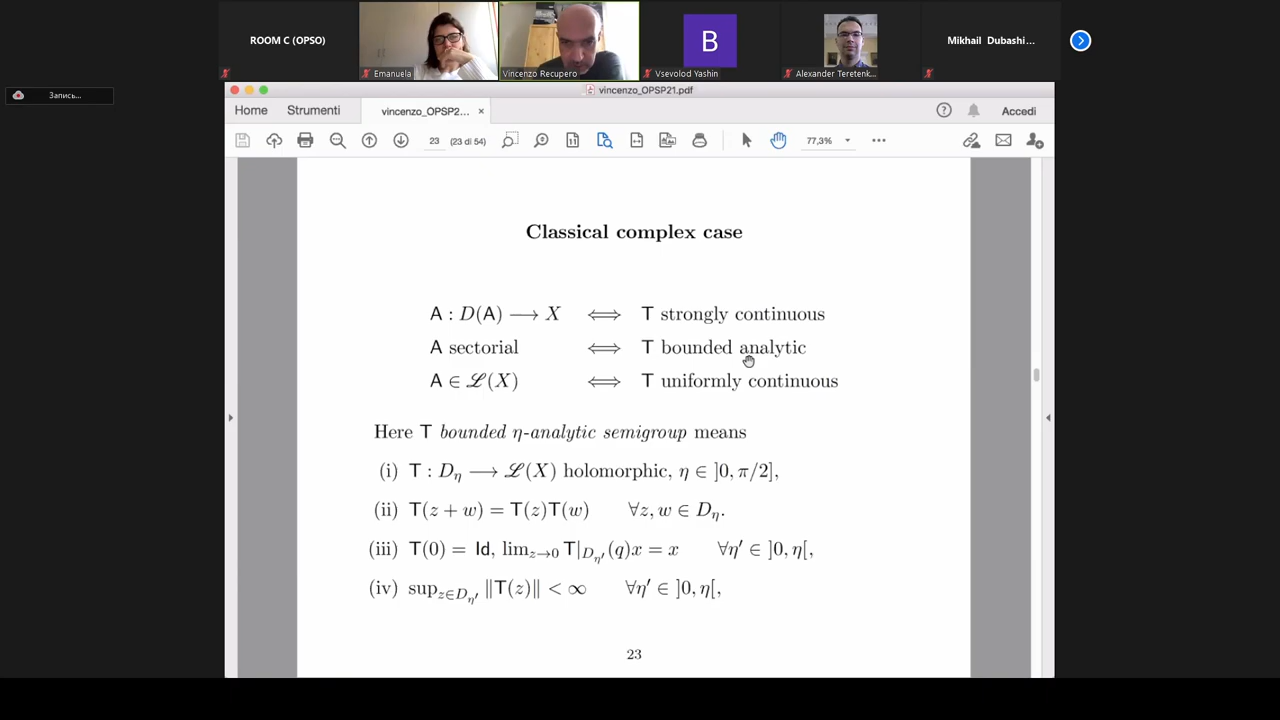 ROOM C (OPSO)
Emanuela
Vincenzo Recupero
B
Vsevolod Yashin
Alexander Teretenk...
Mikhail Dubashi...
Запись...
vincenzo_OPSP21.pdf
Home Strumenti vincenzo_OPSP2... × Accedi
23 (23 di 54) 77,3%
Classical complex case
A : D(A) ⟶ X ⟺ T strongly continuous
A sectorial ⟺ T bounded analytic
A ∈ ℒ(X) ⟺ T uniformly continuous
Here T bounded η-analytic semigroup means
(i) T : D_η ⟶ ℒ(X) holomorphic, η ∈ ]0, π/2],
(ii) T(z + w) = T(z)T(w) ∀z, w ∈ D_η.
(iii) T(0) = Id, lim_{z→0} T|_{D_{η′}}(q)x = x ∀η′ ∈ ]0, η[,
(iv) sup_{z∈D_{η′}} ‖T(z)‖ < ∞ ∀η′ ∈ ]0, η[,
23